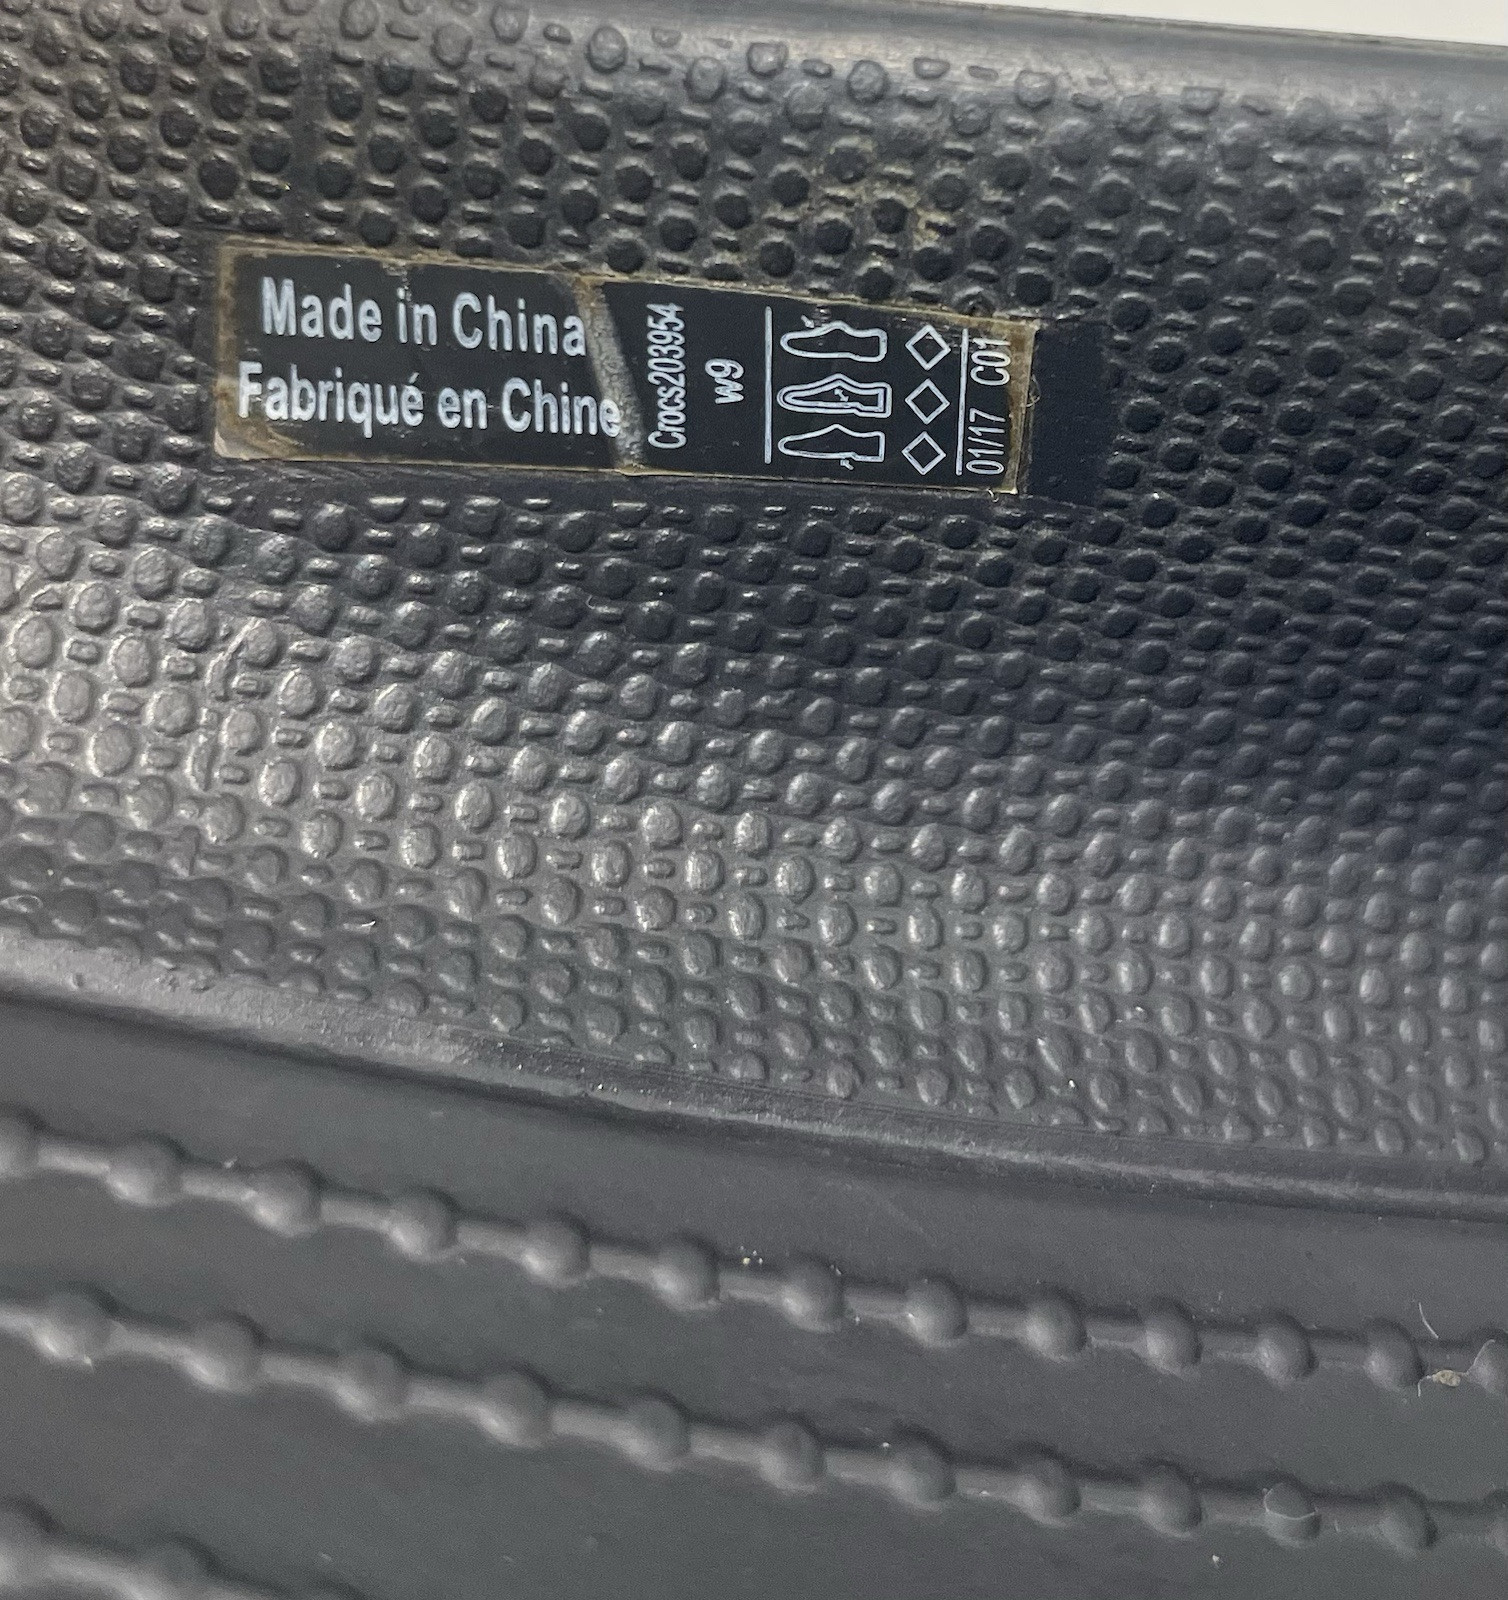 Made in China
Fabriqué en Chine
Crocs203954
w9
01/17 C01